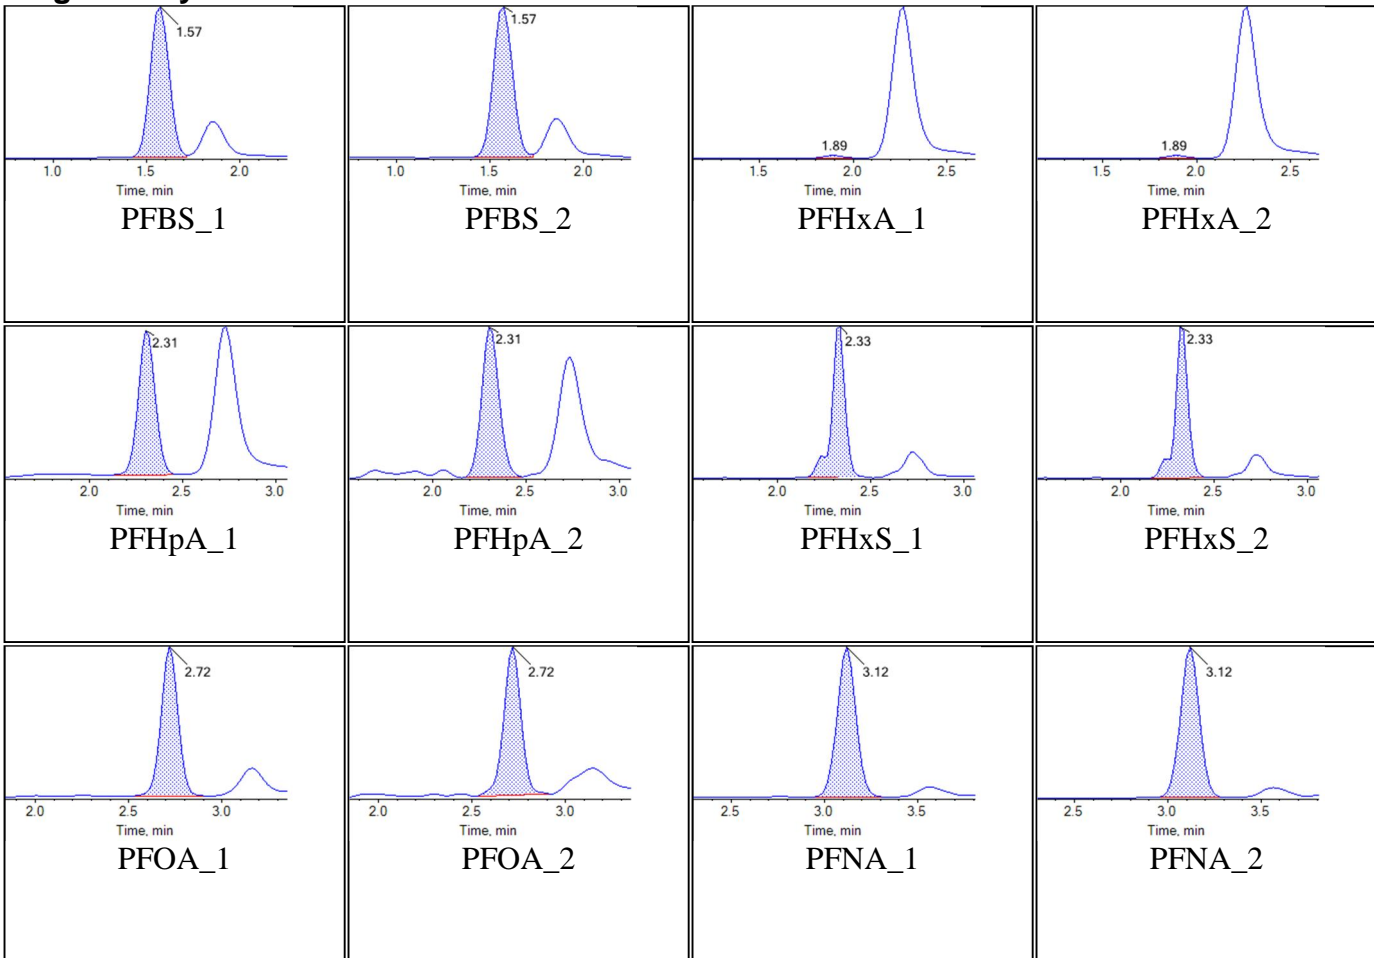 1.57
1.0 1.5 2.0
Time, min
PFBS_1
1.57
1.0 1.5 2.0
Time, min
PFBS_2
1.89
1.5 2.0 2.5
Time, min
PFHxA_1
1.89
1.5 2.0 2.5
Time, min
PFHxA_2
2.31
2.0 2.5 3.0
Time, min
PFHpA_1
2.31
2.0 2.5 3.0
Time, min
PFHpA_2
2.33
2.0 2.5 3.0
Time, min
PFHxS_1
2.33
2.0 2.5 3.0
Time, min
PFHxS_2
2.72
2.0 2.5 3.0
Time, min
PFOA_1
2.72
2.0 2.5 3.0
Time, min
PFOA_2
3.12
2.5 3.0 3.5
Time, min
PFNA_1
3.12
2.5 3.0 3.5
Time, min
PFNA_2